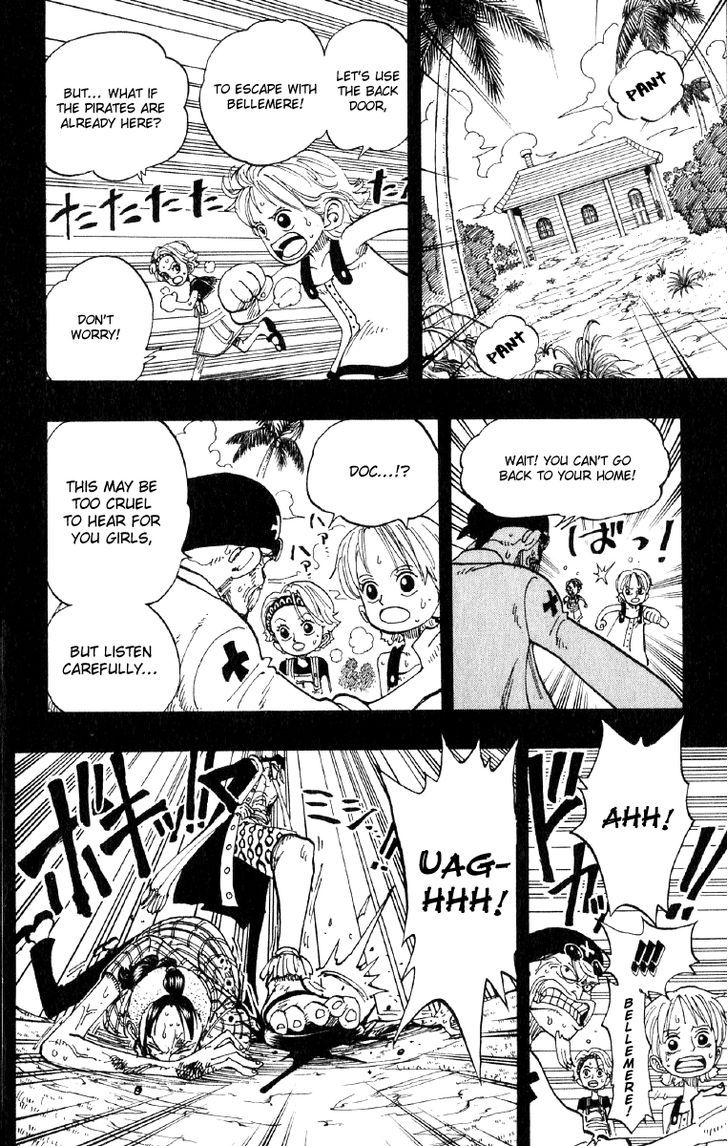 PANT
PANT
LET'S USE
THE BACK
DOOR,
TO ESCAPE WITH
BELLEMERE!
BUT... WHAT IF
THE PIRATES ARE
ALREADY HERE?
たたたたたっ
DON'T
WORRY!
WAIT! YOU CAN'T GO
BACK TO YOUR HOME!
ばっ!
DOC...!?
ハァ
ハァ
THIS MAY BE
TOO CRUEL
TO HEAR FOR
YOU GIRLS,
BUT LISTEN
CAREFULLY...
AHH!
ドカッ!!
!!!
BELLEMERE!
UAG-
HHH!
ミシ...
ボキッ!!